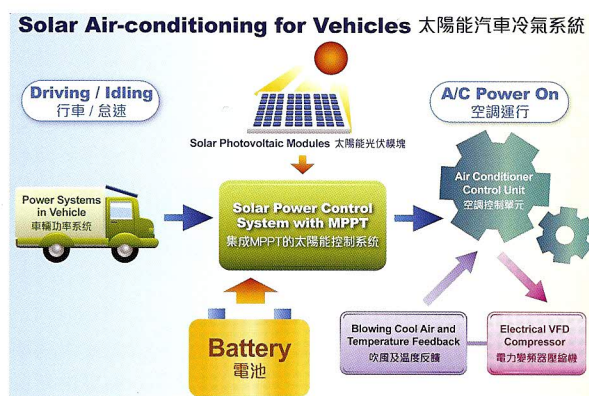 Solar Air-conditioning for Vehicles 太陽能汽車冷氣系統
Driving / Idling
行車 / 怠速
A/C Power On
空調運行
Solar Photovoltaic Modules 太陽能光伏模塊
Power Systems
in Vehicle
車輛功率系統
Solar Power Control
System with MPPT
集成MPPT的太陽能控制系統
Air Conditioner
Control Unit
空調控制單元
Battery
電池
Blowing Cool Air and
Temperature Feedback
吹風及溫度反饋
Electrical VFD
Compressor
電力變頻器壓縮機